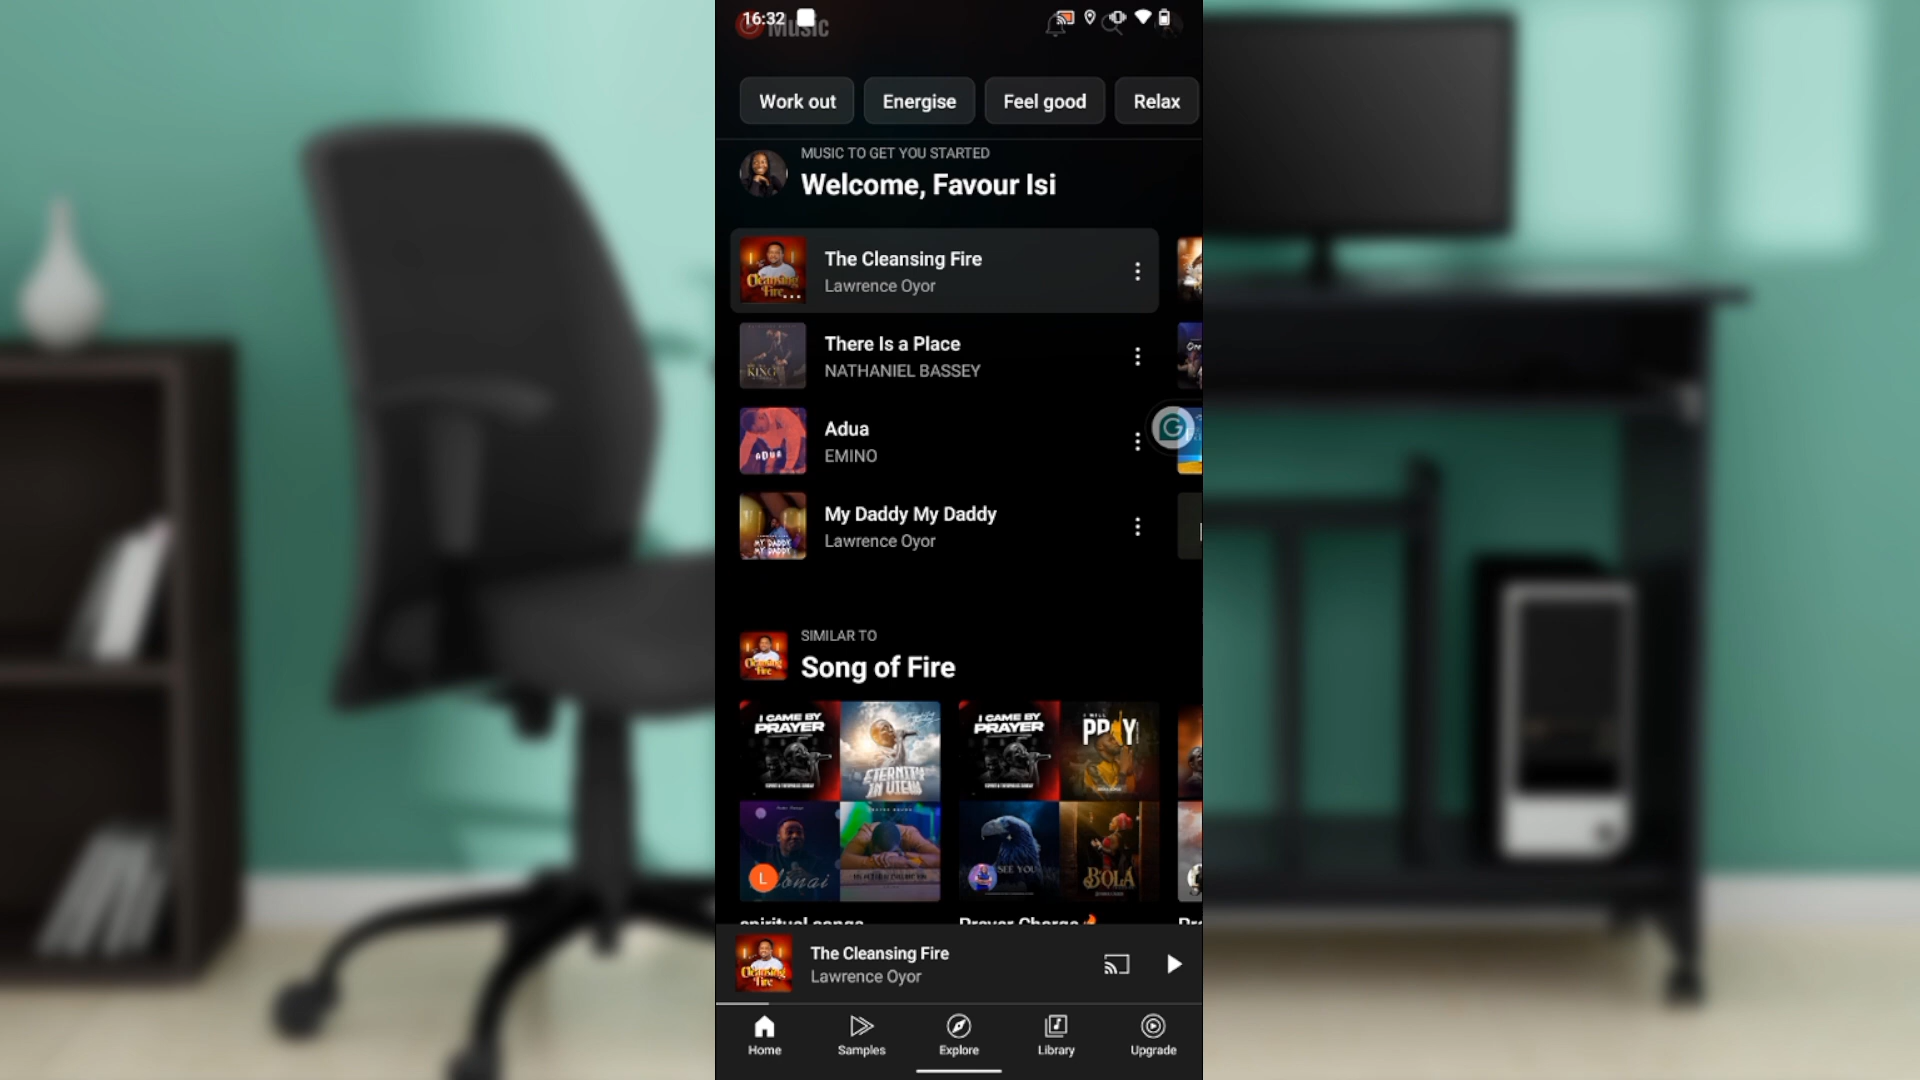 16:32
Music
Work out Energise Feel good Relax
MUSIC TO GET YOU STARTED
Welcome, Favour Isi
The Cleansing Fire
Lawrence Oyor
There Is a Place
NATHANIEL BASSEY
Adua
EMINO
My Daddy My Daddy
Lawrence Oyor
SIMILAR TO
Song of Fire
I CAME BY
PRAYER
ETERNITY
I CAME BY
PRAYER
I WILL
PRAY
L
SEE YOU
BOLA
spiritual songs
Prayer Charge
The Cleansing Fire
Lawrence Oyor
Home Samples Explore Library Upgrade